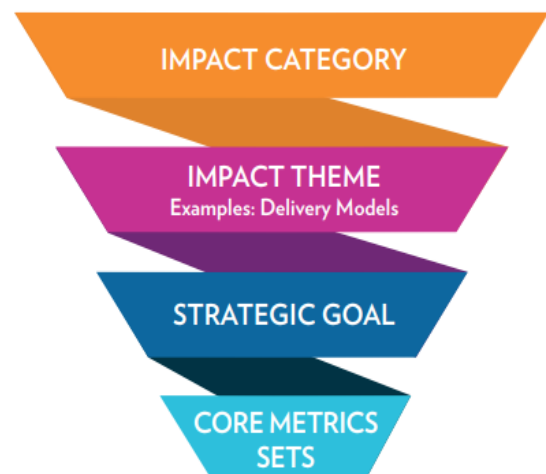 IMPACT CATEGORY
IMPACT THEME
Examples: Delivery Models
STRATEGIC GOAL
CORE METRICS
SETS